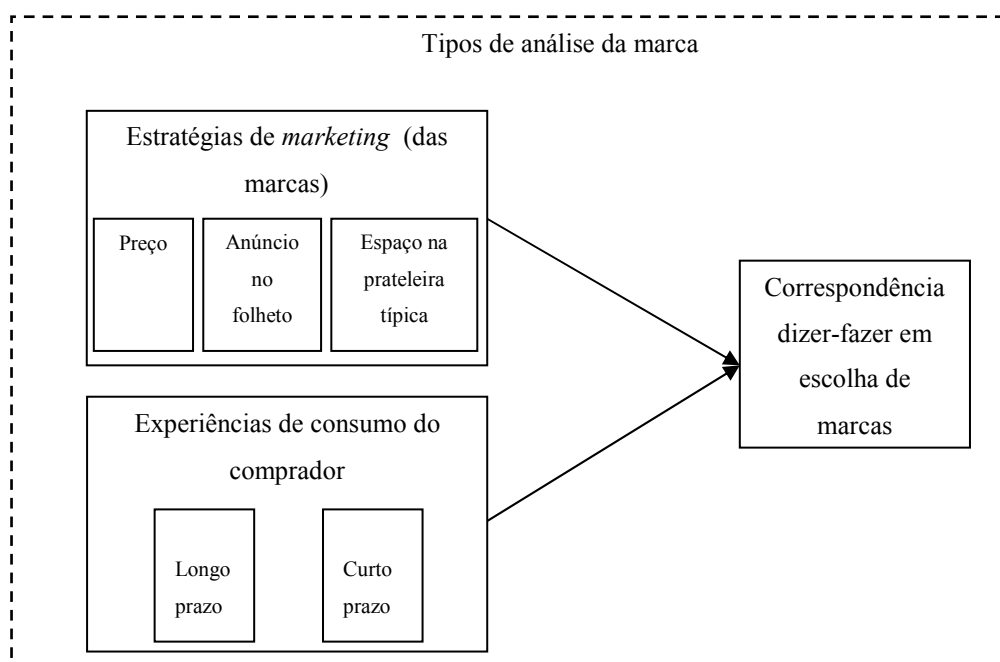 Tipos de análise da marca
Estratégias de marketing (das
marcas)
Preço
Anúncio
no
folheto
Espaço na
prateleira
típica
Correspondência
dizer-fazer em
escolha de
marcas
Experiências de consumo do
comprador
Longo
prazo
Curto
prazo